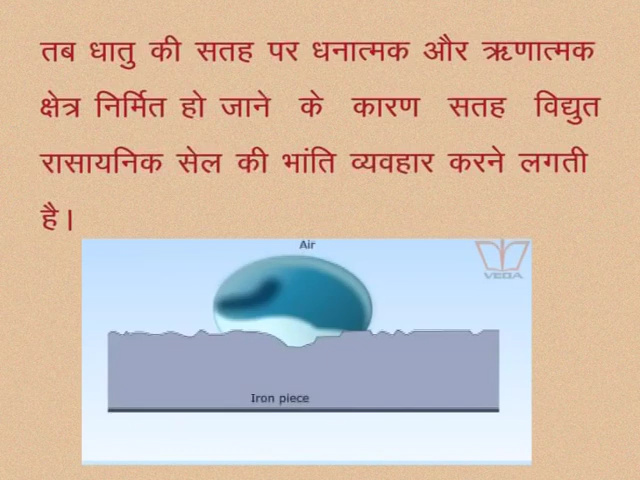 तब धातु की सतह पर धनात्मक और ऋणात्मक
क्षेत्र निर्मित हो जाने के कारण सतह विद्युत
रासायनिक सेल की भांति व्यवहार करने लगती
है।
Air
VEDA
Iron piece